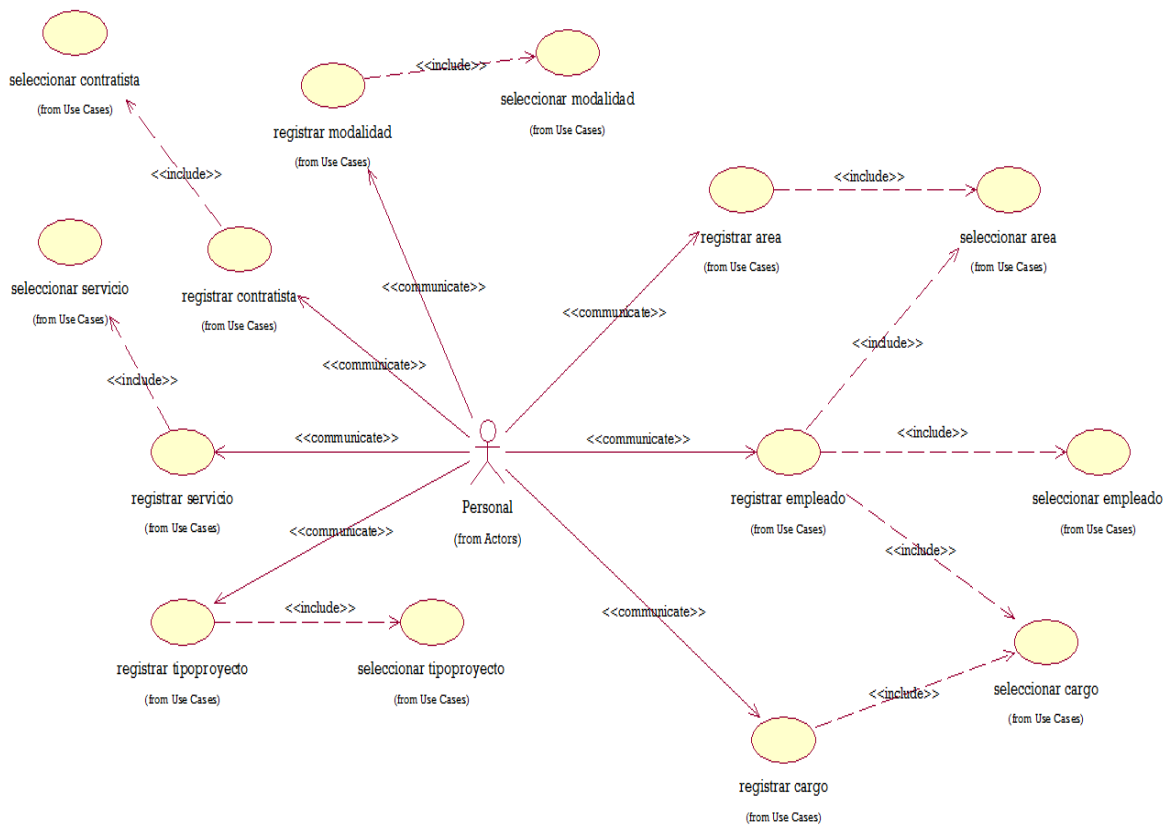 seleccionar contratista
(from Use Cases)
<<include>>
seleccionar modalidad
(from Use Cases)
registrar modalidad
(from Use Cases)
<<include>>
<<include>>
registrar area
(from Use Cases)
seleccionar area
(from Use Cases)
seleccionar servicio
(from Use Cases)
registrar contratista
(from Use Cases)
<<communicate>>
<<communicate>>
<<include>>
<<communicate>>
<<include>>
<<communicate>>
<<communicate>>
<<include>>
registrar servicio
(from Use Cases)
Personal
(from Actors)
registrar empleado
(from Use Cases)
seleccionar empleado
(from Use Cases)
<<communicate>>
<<include>>
<<include>>
<<communicate>>
registrar tipoproyecto
(from Use Cases)
seleccionar tipoproyecto
(from Use Cases)
<<include>>
seleccionar cargo
(from Use Cases)
registrar cargo
(from Use Cases)